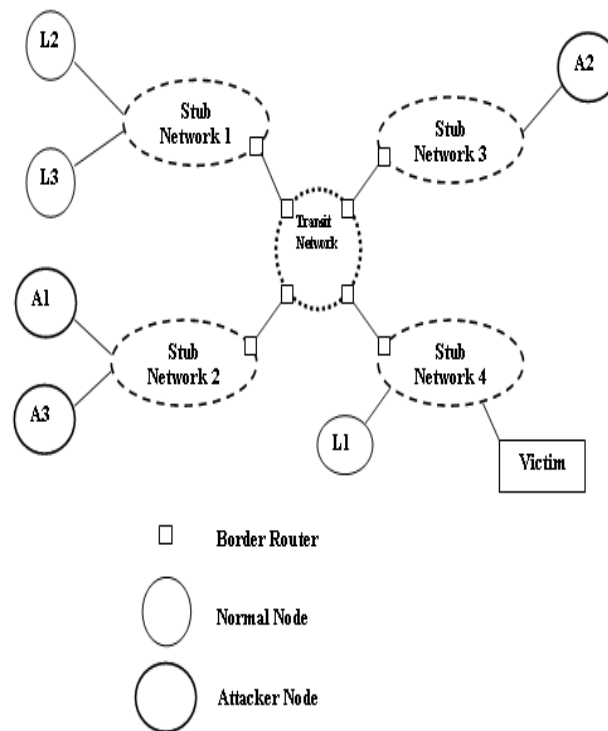 L2
A2
Stub
Network 1
Stub
Network 3
L3
Transit
Network
A1
Stub
Network 2
Stub
Network 4
A3
L1
Victim
Border Router
Normal Node
Attacker Node